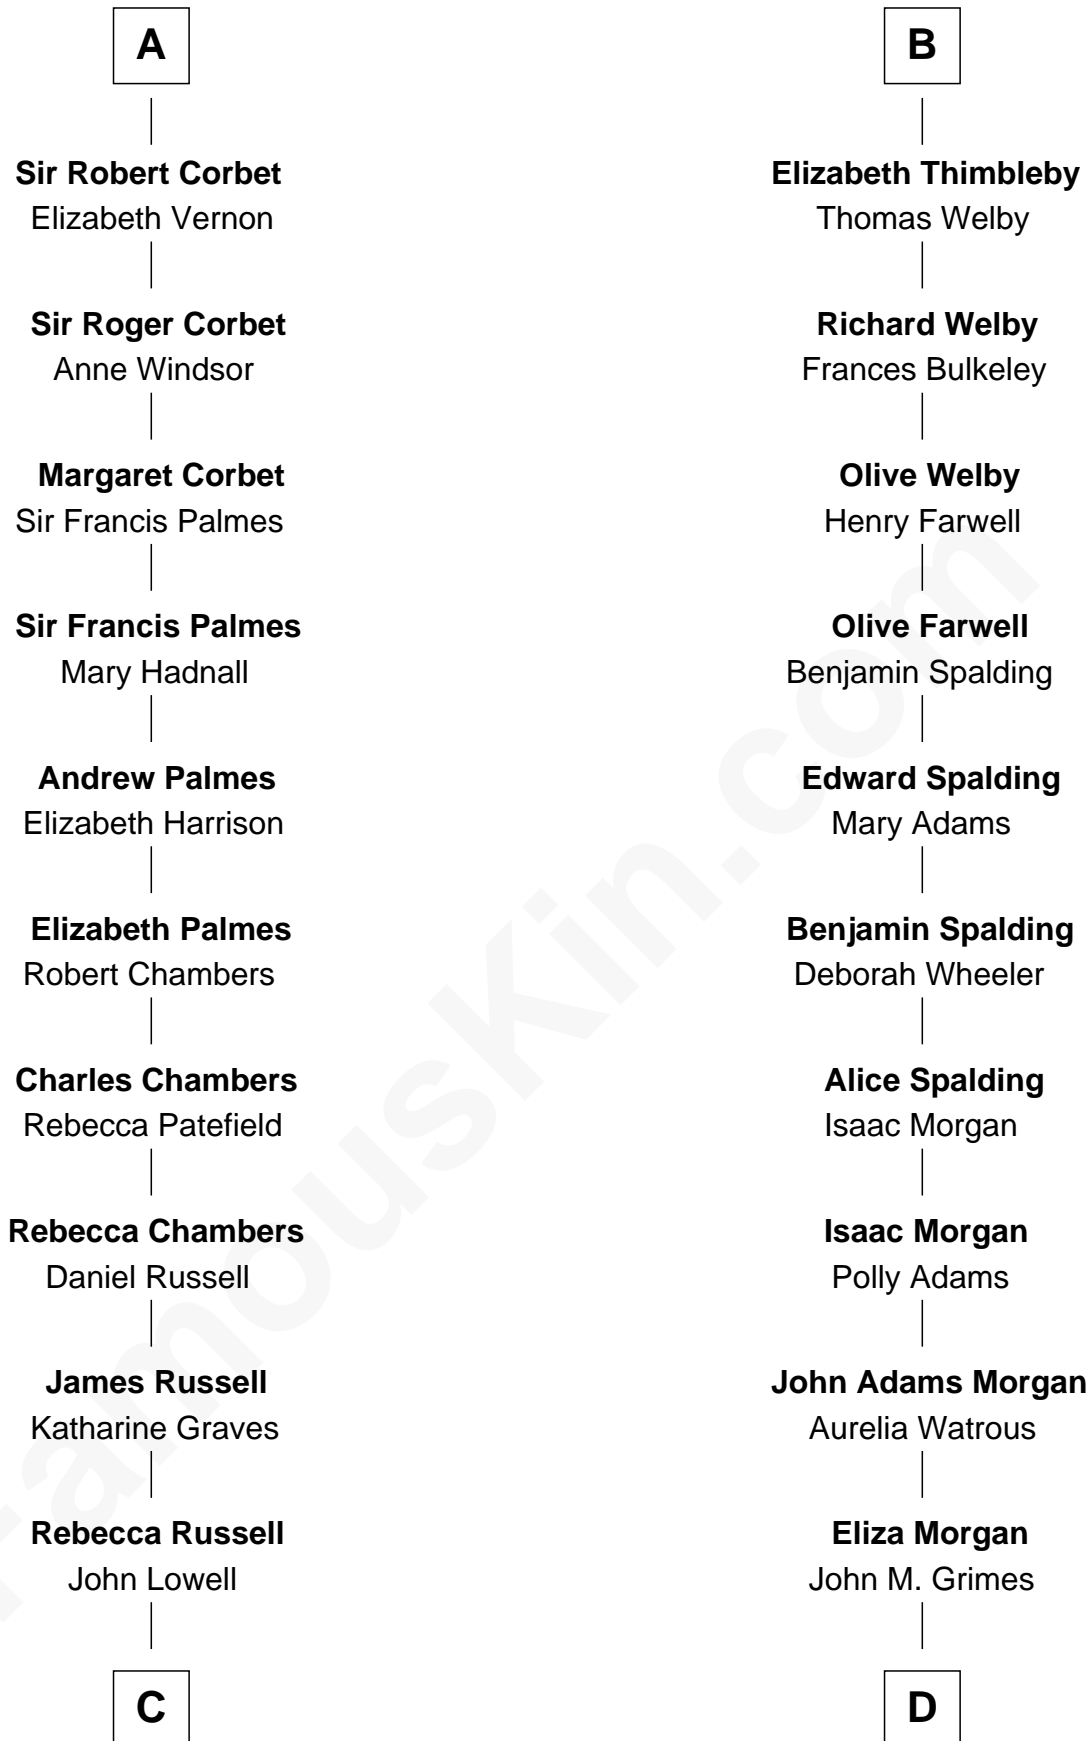 A
Sir Robert Corbet
Elizabeth Vernon
Sir Roger Corbet
Anne Windsor
Margaret Corbet
Sir Francis Palmes
Sir Francis Palmes
Mary Hadnall
Andrew Palmes
Elizabeth Harrison
Elizabeth Palmes
Robert Chambers
Charles Chambers
Rebecca Patefield
Rebecca Chambers
Daniel Russell
James Russell
Katharine Graves
Rebecca Russell
John Lowell
C
B
Elizabeth Thimbleby
Thomas Welby
Richard Welby
Frances Bulkeley
Olive Welby
Henry Farwell
Olive Farwell
Benjamin Spalding
Edward Spalding
Mary Adams
Benjamin Spalding
Deborah Wheeler
Alice Spalding
Isaac Morgan
Isaac Morgan
Polly Adams
John Adams Morgan
Aurelia Watrous
Eliza Morgan
John M. Grimes
D
FamousKin.com